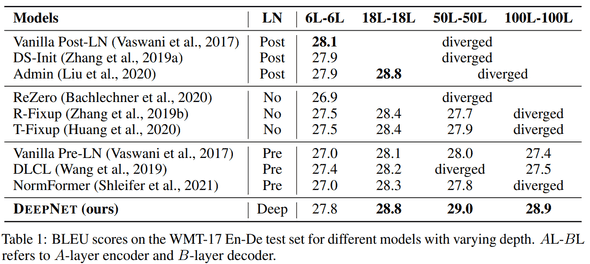 Models LN 6L-6L 18L-18L 50L-50L 100L-100L
Vanilla Post-LN (Vaswani et al., 2017) Post 28.1 diverged
DS-Init (Zhang et al., 2019a) Post 27.9 diverged
Admin (Liu et al., 2020) Post 27.9 28.8 diverged
ReZero (Bachlechner et al., 2020) No 26.9 diverged
R-Fixup (Zhang et al., 2019b) No 27.5 28.4 27.7 diverged
T-Fixup (Huang et al., 2020) No 27.5 28.4 27.9 diverged
Vanilla Pre-LN (Vaswani et al., 2017) Pre 27.0 28.1 28.0 27.4
DLCL (Wang et al., 2019) Pre 27.4 28.2 diverged 27.5
NormFormer (Shleifer et al., 2021) Pre 27.0 28.3 27.8 diverged
DEEPNET (ours) Deep 27.8 28.8 29.0 28.9
Table 1: BLEU scores on the WMT-17 En-De test set for different models with varying depth. AL-BL
refers to A-layer encoder and B-layer decoder.